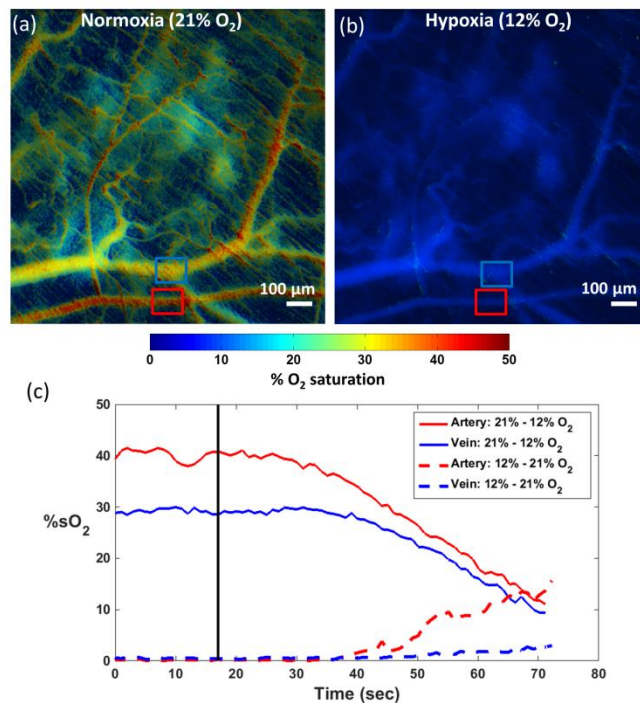 (a) Normoxia (21% O₂)
(b) Hypoxia (12% O₂)
100 µm
100 µm
0 10 20 30 40 50
% O₂ saturation
(c)
50
40
30
20
10
0
%sO₂
Artery: 21% - 12% O₂
Vein: 21% - 12% O₂
Artery: 12% - 21% O₂
Vein: 12% - 21% O₂
0 10 20 30 40 50 60 70 80
Time (sec)